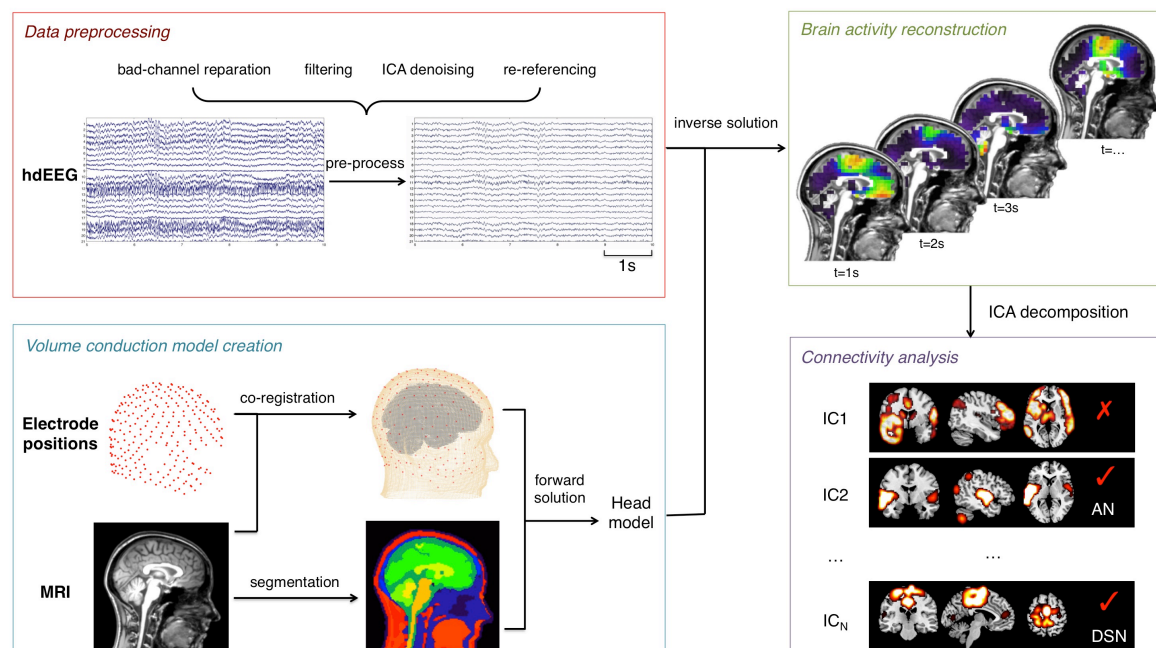 Data preprocessing
bad-channel reparation filtering ICA denoising re-referencing
hdEEG
pre-process
1s
inverse solution
Brain activity reconstruction
t=1s
t=2s
t=3s
t=...
ICA decomposition
Volume conduction model creation
Electrode
positions
co-registration
MRI
segmentation
forward
solution
Head
model
Connectivity analysis
IC1
✗
IC2
✓
AN
... ...
ICN
✓
DSN